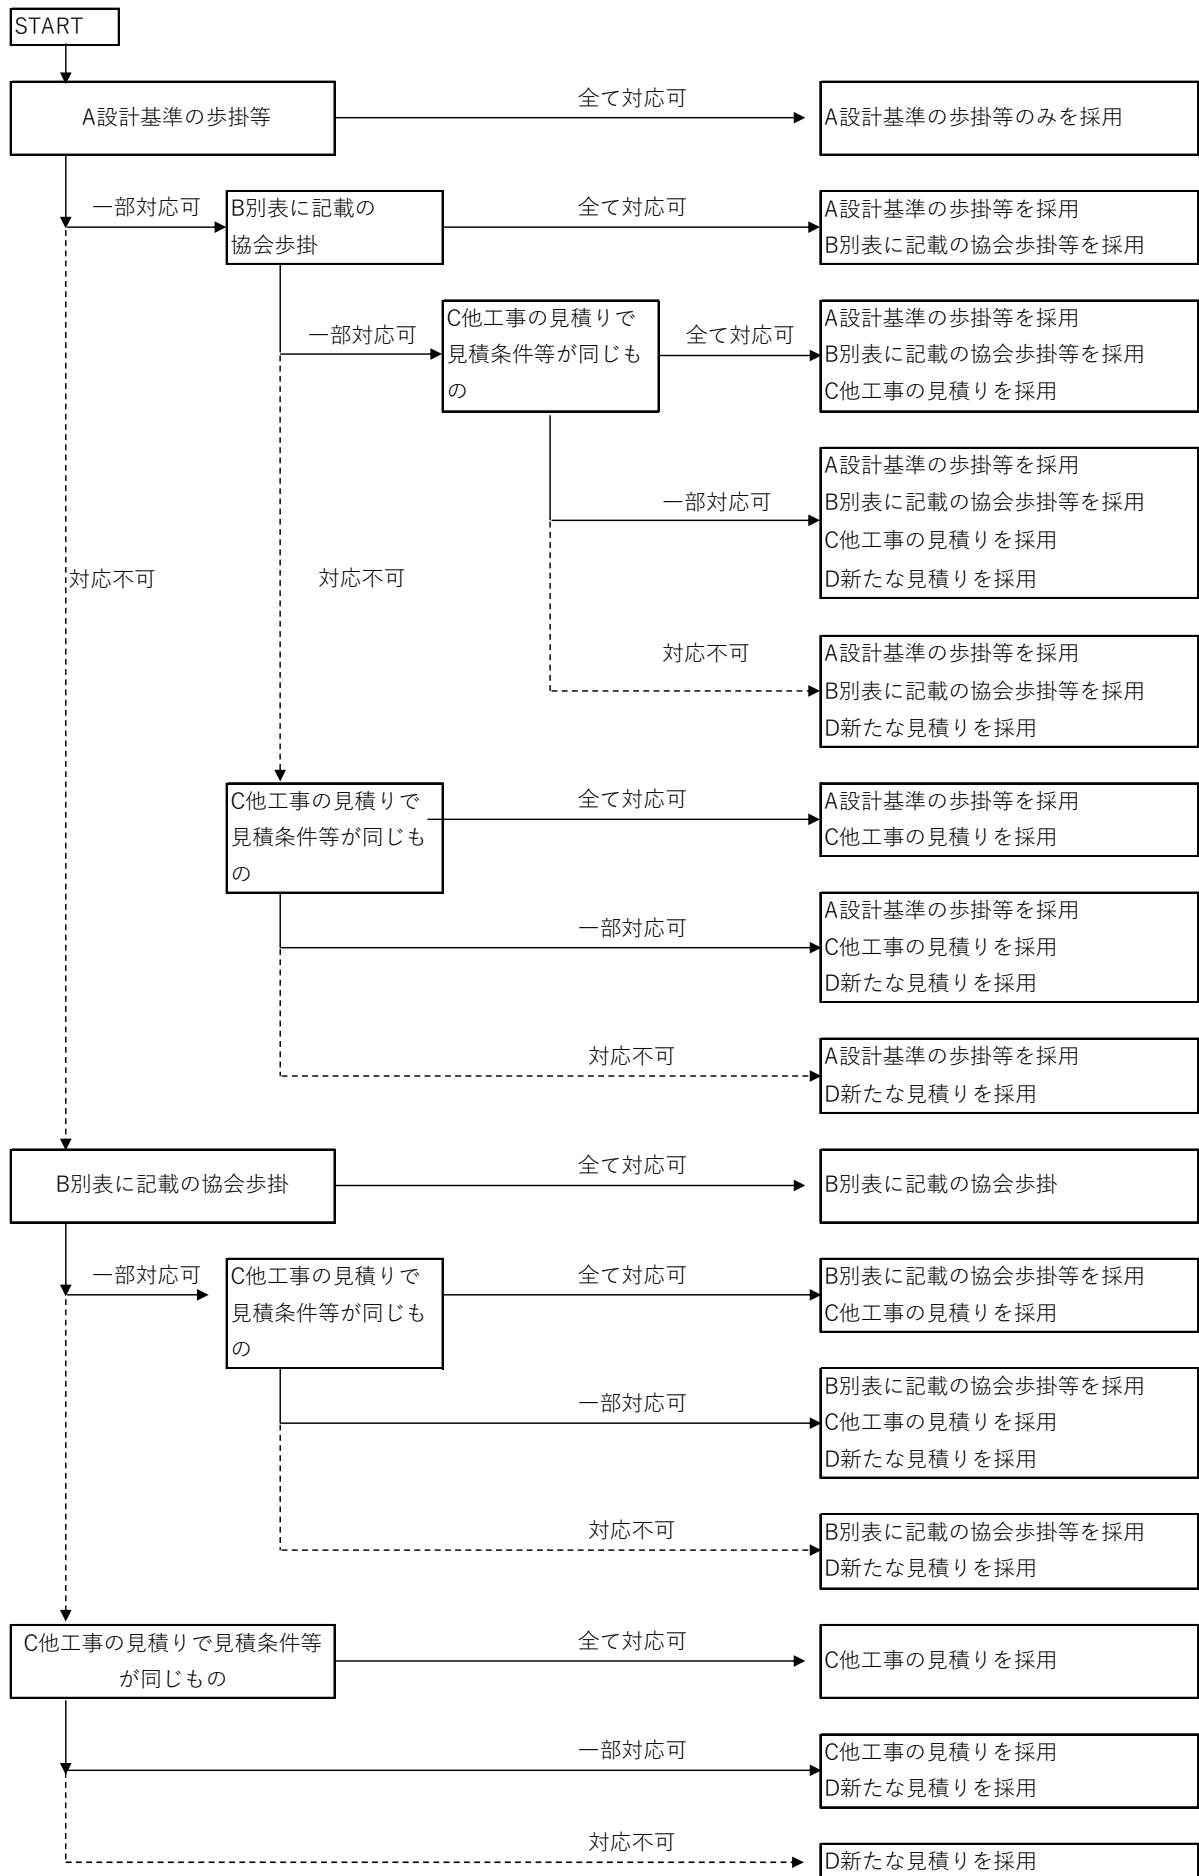 START
A設計基準の歩掛等
全て対応可
A設計基準の歩掛等のみを採用
一部対応可
B別表に記載の
協会歩掛
全て対応可
A設計基準の歩掛等を採用
B別表に記載の協会歩掛等を採用
一部対応可
C他工事の見積りで
見積条件等が同じも
の
全て対応可
A設計基準の歩掛等を採用
B別表に記載の協会歩掛等を採用
C他工事の見積りを採用
一部対応可
A設計基準の歩掛等を採用
B別表に記載の協会歩掛等を採用
C他工事の見積りを採用
D新たな見積りを採用
対応不可
対応不可
対応不可
A設計基準の歩掛等を採用
B別表に記載の協会歩掛等を採用
D新たな見積りを採用
C他工事の見積りで
見積条件等が同じも
の
全て対応可
A設計基準の歩掛等を採用
C他工事の見積りを採用
一部対応可
A設計基準の歩掛等を採用
C他工事の見積りを採用
D新たな見積りを採用
対応不可
A設計基準の歩掛等を採用
D新たな見積りを採用
B別表に記載の協会歩掛
全て対応可
B別表に記載の協会歩掛
一部対応可
C他工事の見積りで
見積条件等が同じも
の
全て対応可
B別表に記載の協会歩掛等を採用
C他工事の見積りを採用
一部対応可
B別表に記載の協会歩掛等を採用
C他工事の見積りを採用
D新たな見積りを採用
対応不可
B別表に記載の協会歩掛等を採用
D新たな見積りを採用
C他工事の見積りで見積条件等
が同じもの
全て対応可
C他工事の見積りを採用
一部対応可
C他工事の見積りを採用
D新たな見積りを採用
対応不可
D新たな見積りを採用